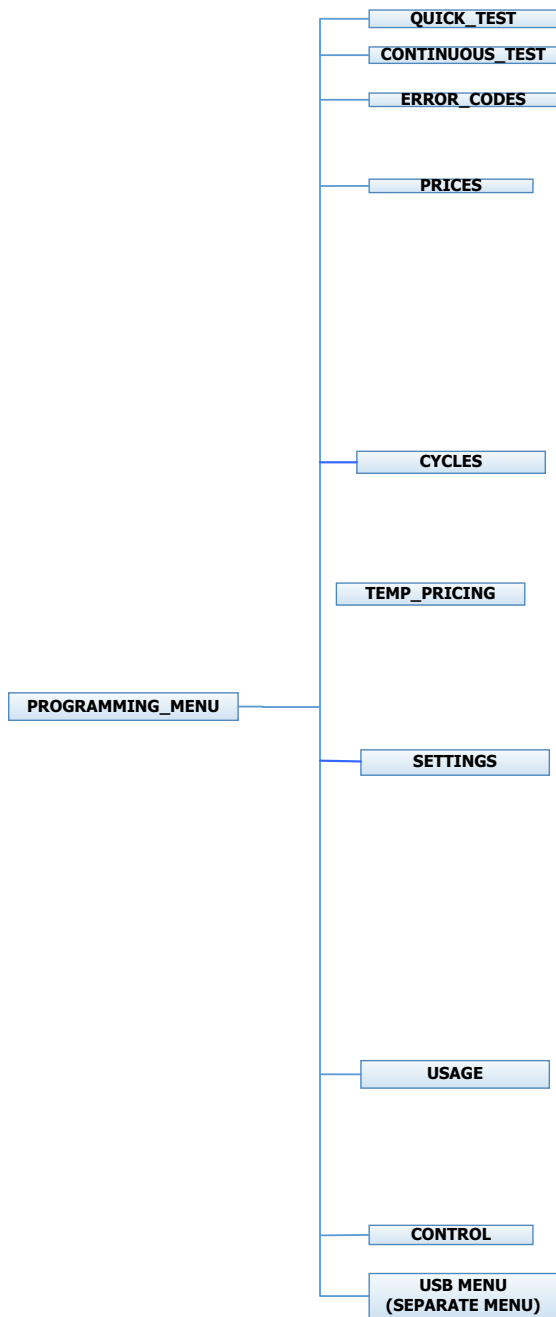 QUICK_TEST
CONTINUOUS_TEST
ERROR_CODES
PRICES
CYCLES
TEMP_PRICING
PROGRAMMING_MENU
SETTINGS
USAGE
CONTROL
USB MENU
(SEPARATE MENU)